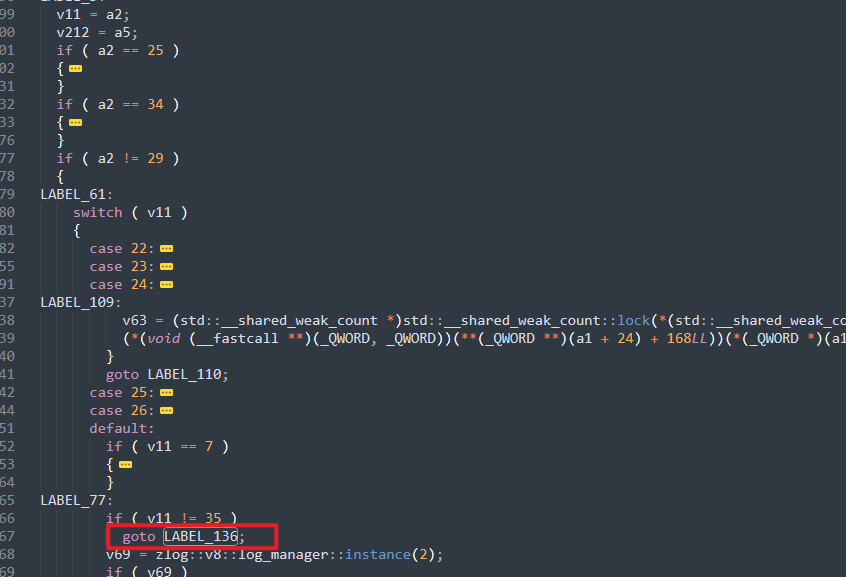 99 v11 = a2;
00 v212 = a5;
01 if ( a2 == 25 )
02 {
31 }
32 if ( a2 == 34 )
33 {
76 }
77 if ( a2 != 29 )
78 {
79 LABEL_61:
80 switch ( v11 )
81 {
82 case 22:
55 case 23:
91 case 24:
37 LABEL_109:
38 v63 = (std::__shared_weak_count *)std::__shared_weak_count::lock(*(std::__shared_weak_co
39 (*(void (__fastcall **)(_QWORD, _QWORD))(**(_QWORD **)(a1 + 24) + 168LL))(*(_QWORD *)(a1
40 }
41 goto LABEL_110;
42 case 25:
44 case 26:
51 default:
52 if ( v11 == 7 )
53 {
64 }
65 LABEL_77:
66 if ( v11 != 35 )
67 goto LABEL_136;
68 v69 = zlog::v8::log_manager::instance(2);
69 if ( v69 )